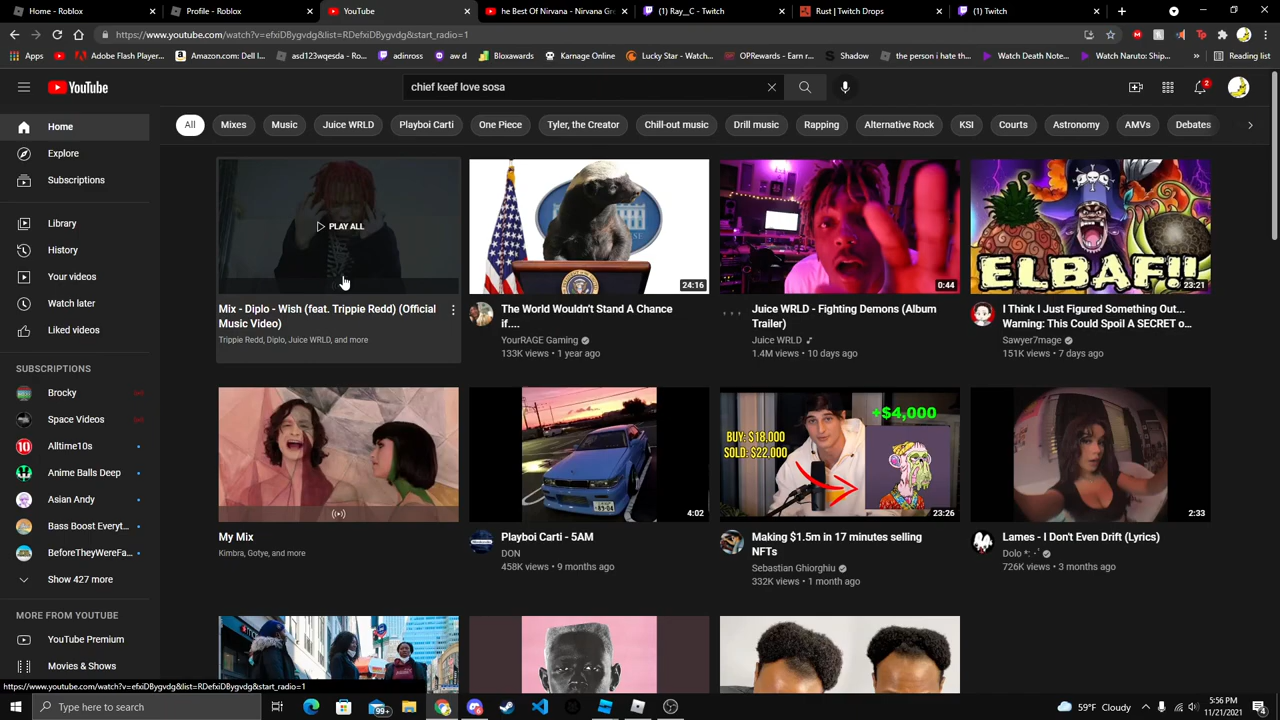 Home - Roblox
Profile - Roblox
YouTube
he Best Of Nirvana - Nirvana Gre
(1) Ray__C - Twitch
Rust | Twitch Drops
(1) Twitch
https://www.youtube.com/watch?v=efxiDBygvdg&list=RDefxiDBygvdg&start_radio=1
Apps
Adobe Flash Player...
Amazon.com: Dell I...
asd123wqesda - Ro...
adinross
aw d
Bloxawards
Karnage Online
Lucky Star - Watch...
OPRewards - Earn r...
Shadow
the person i hate th...
Watch Death Note...
Watch Naruto: Ship...
Reading list
YouTube
chief keef love sosa
2
All
Mixes
Music
Juice WRLD
Playboi Carti
One Piece
Tyler, the Creator
Chill-out music
Drill music
Rapping
Alternative Rock
KSI
Courts
Astronomy
AMVs
Debates
Home
Explore
Subscriptions
Library
History
Your videos
Watch later
Liked videos
SUBSCRIPTIONS
Brocky
Space Videos
Alltime10s
Anime Balls Deep
Asian Andy
Bass Boost Everyt...
BeforeTheyWereFa...
Show 427 more
MORE FROM YOUTUBE
YouTube Premium
Movies & Shows
PLAY ALL
Mix - Diplo - Wish (feat. Trippie Redd) (Official
Music Video)
Trippie Redd, Diplo, Juice WRLD, and more
24:16
The World Wouldn't Stand A Chance
if....
YourRAGE Gaming
133K views • 1 year ago
0:44
Juice WRLD - Fighting Demons (Album
Trailer)
Juice WRLD
1.4M views • 10 days ago
ELBAF!!
23:21
I Think I Just Figured Something Out...
Warning: This Could Spoil A SECRET o...
Sawyer7mage
151K views • 7 days ago
My Mix
Kimbra, Gotye, and more
4:02
Playboi Carti - 5AM
DON
458K views • 9 months ago
+$4,000
BUY: $18,000
SOLD: $22,000
23:26
Making $1.5m in 17 minutes selling
NFTs
Sebastian Ghiorghiu
332K views • 1 month ago
2:33
Lames - I Don't Even Drift (Lyrics)
Dolo
726K views • 3 months ago
https://www.youtube.com/watch?v=efxiDBygvdg&list=RDefxiDBygvdg&start_radio=1
Type here to search
99+
59°F Cloudy
5:56 PM
11/21/2021
4